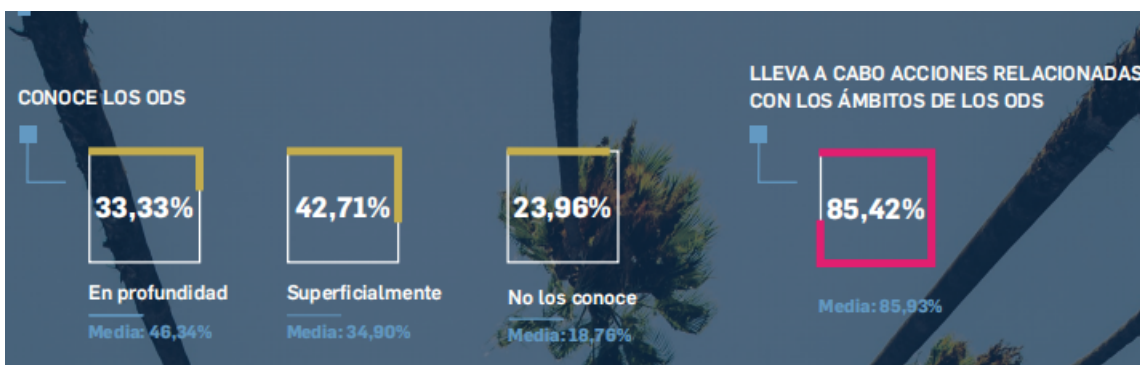 CONOCE LOS ODS
33,33%
En profundidad
Media: 46,34%
42,71%
Superficialmente
Media: 34,90%
23,96%
No los conoce
Media: 18,76%
LLEVA A CABO ACCIONES RELACIONADAS
CON LOS ÁMBITOS DE LOS ODS
85,42%
Media: 85,93%